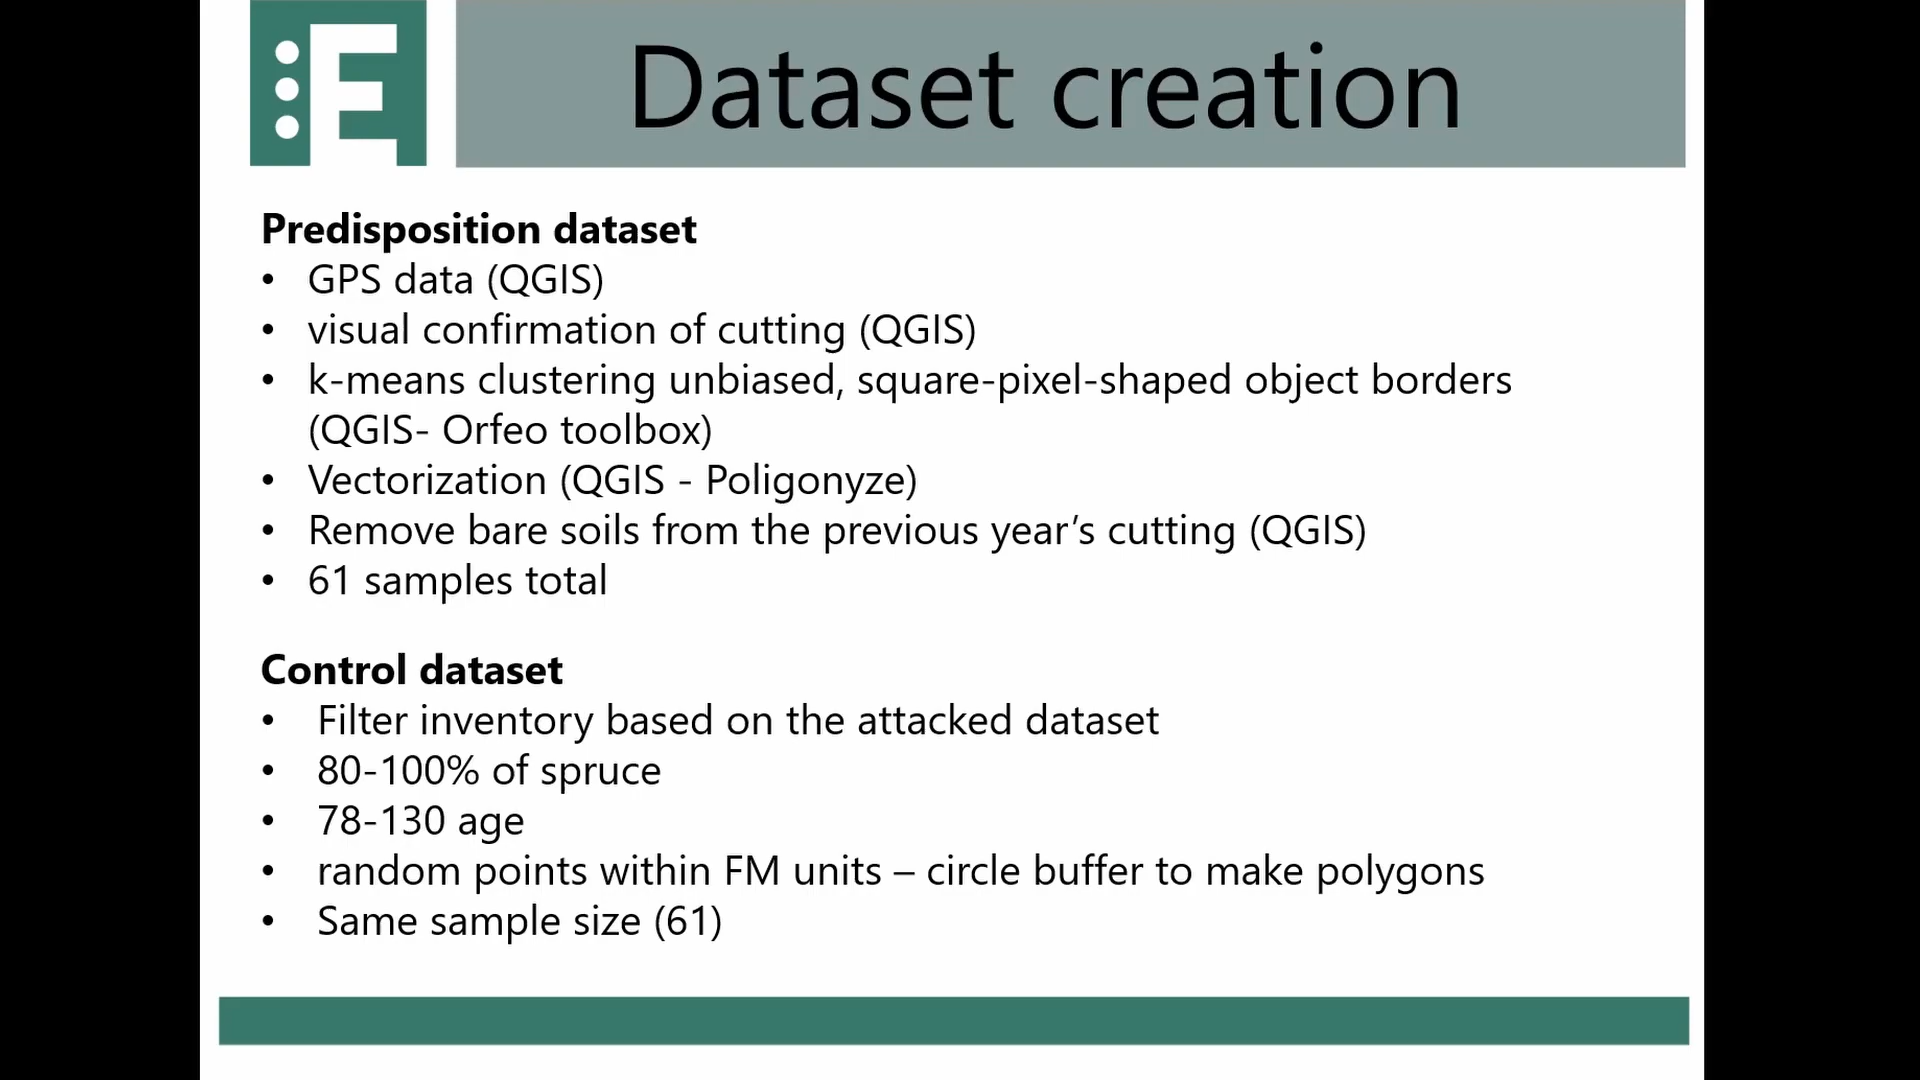 Dataset creation
Predisposition dataset
• GPS data (QGIS)
• visual confirmation of cutting (QGIS)
• k-means clustering unbiased, square-pixel-shaped object borders
(QGIS- Orfeo toolbox)
• Vectorization (QGIS - Poligonyze)
• Remove bare soils from the previous year’s cutting (QGIS)
• 61 samples total
Control dataset
• Filter inventory based on the attacked dataset
• 80-100% of spruce
• 78-130 age
• random points within FM units – circle buffer to make polygons
• Same sample size (61)